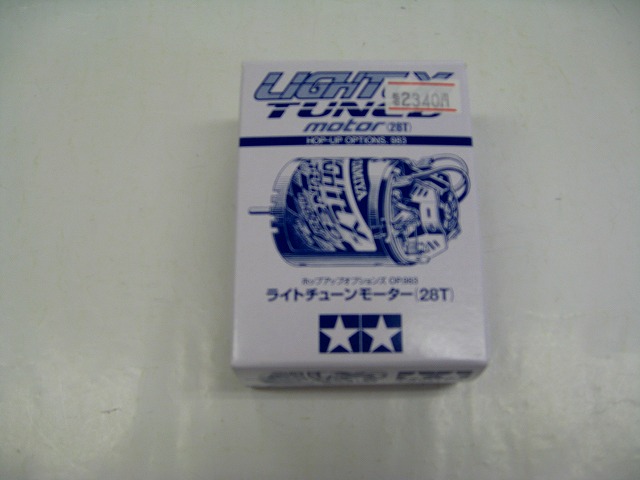 LIGHTLY
TUNED
2340円
motor(28T)
HOP-UP OPTIONS. 983
ホップアップオプションズ OP.983
ライトチューンモーター(28T)